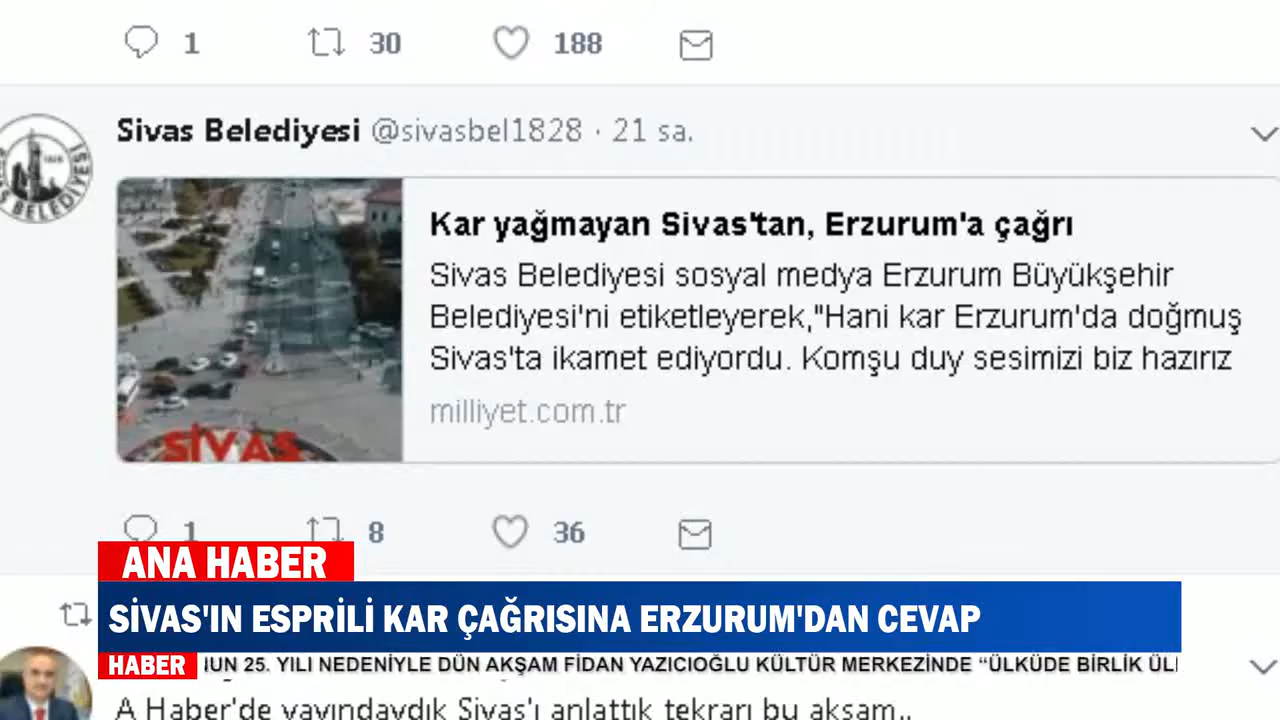 1 30 188
Sivas Belediyesi @sivasbel1828 · 21 sa.
BELEDİYESİ
SİVAS
Kar yağmayan Sivas'tan, Erzurum'a çağrı
Sivas Belediyesi sosyal medya Erzurum Büyükşehir
Belediyesi'ni etiketleyerek,"Hani kar Erzurum'da doğmuş
Sivas'ta ikamet ediyordu. Komşu duy sesimizi biz hazırız
milliyet.com.tr
1 8 36
ANA HABER
SİVAS'IN ESPRİLİ KAR ÇAĞRISINA ERZURUM'DAN CEVAP
HABER 25. YILI NEDENİYLE DÜN AKŞAM FİDAN YAZICIOĞLU KÜLTÜR MERKEZİNDE “ÜLKÜDE BİRLİK
A Haber'de yayındaydık Sivas'ı anlattık tekrarı bu akşam..